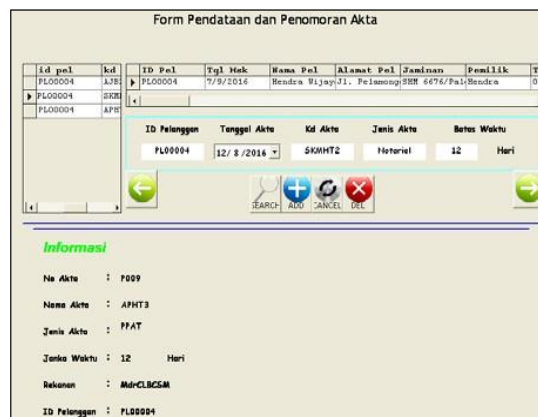 Form Pendataan dan Penomoran Akta
id pel kd
PL00004
PL00004
PL00004
ID Pel Tgl Msk Nama Pel Alamat Pel Jaminan Pemilik T
PL00004 7/9/2016 Hendra Wijay Jl. Pelamong SHM 6676/Pal Hendra 0
ID Pelanggan Tanggal Akta Kd Akta Jenis Akta Batas Waktu
PL00004 12/ 8 /2016 SKMHT2 Notariel 12 Hari
SEARCH ADD CANCEL DEL
Informasi
No Akta : P009
Nama Akta : APHT3
Jenis Akta : PPAT
Janka Waktu : 12 Hari
Rekanan : MdrCLBCSM
ID Pelanggan : PL00004